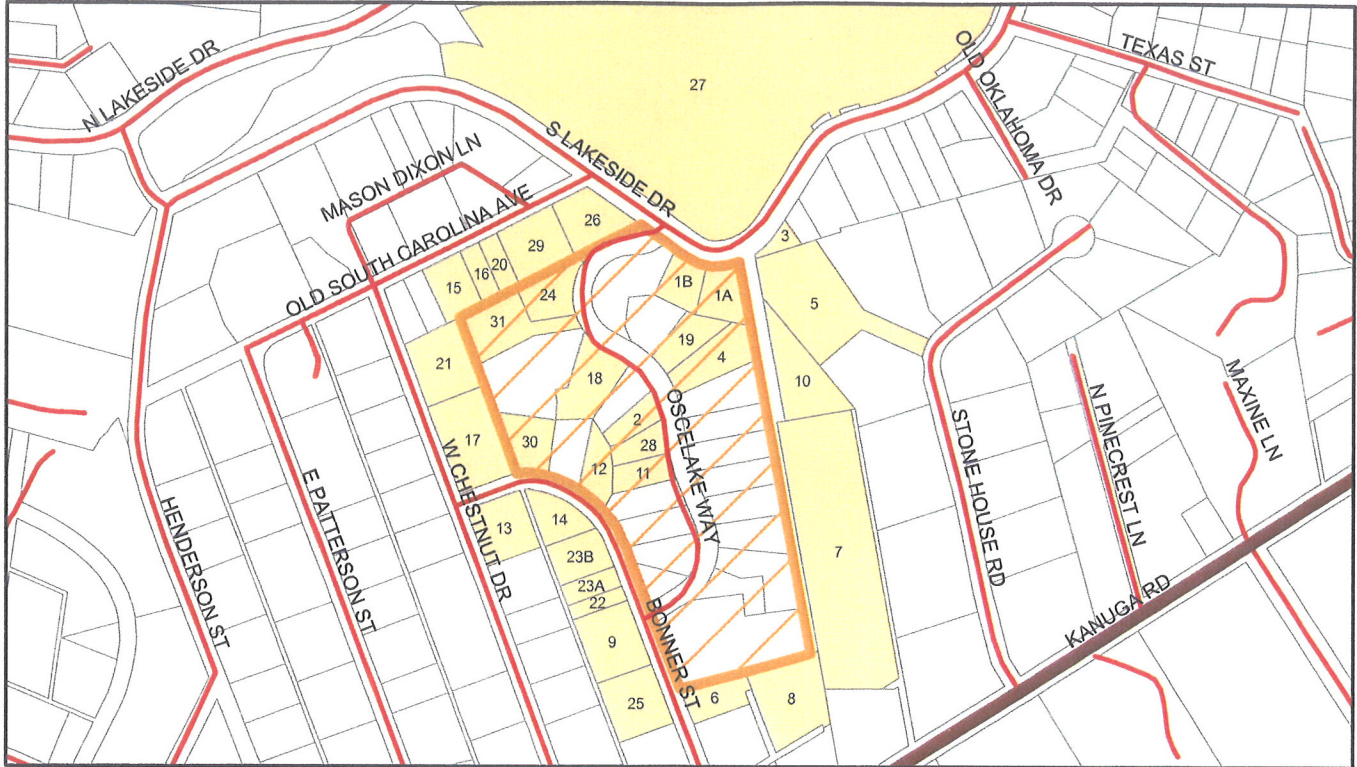 27
TEXAS ST
OLD OKLAHOMA DR
N LAKESIDE DR
S LAKESIDE DR
MASON DIXON LN
OLD SOUTH CAROLINA AVE
26
29
20
16
15
3
1B
1A
24
31
5
19
4
21
18
10
2
OSCELAKE WAY
28
30
17
12
11
W CHESTNUT DR
E PATTERSON ST
HENDERSON ST
STONE HOUSE RD
N PINECREST LN
MAXINE LN
13
14
23B
23A
22
7
9
BONNER ST
KANUGA RD
25
6
8